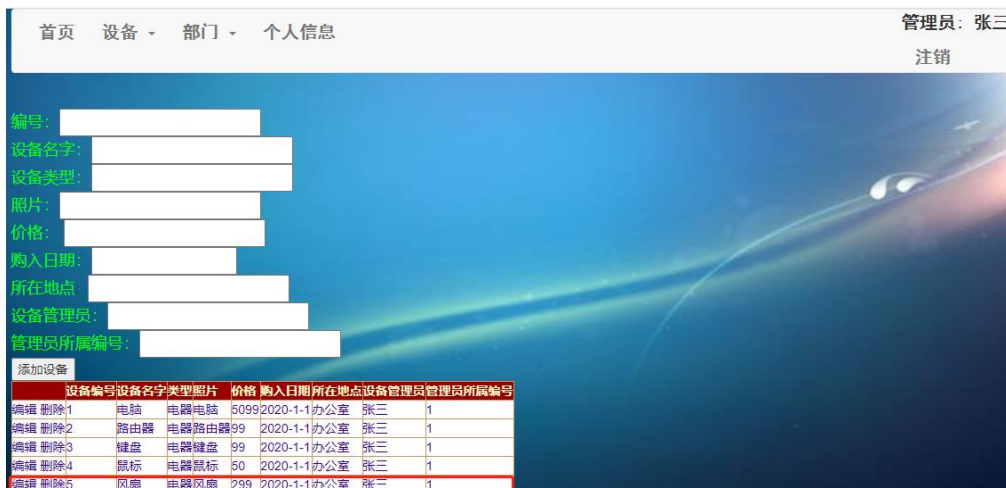 首页 设备 部门 个人信息 管理员：张三
注销
编号：
设备名字：
设备类型：
照片：
价格：
购入日期：
所在地点
设备管理员：
管理员所属编号：
添加设备
设备编号 设备名字 类型 照片 价格 购入日期 所在地点 设备管理员 管理员所属编号
编辑 删除 1 电脑 电器 电脑 5099 2020-1-1 办公室 张三 1
编辑 删除 2 路由器 电器 路由器 99 2020-1-1 办公室 张三 1
编辑 删除 3 键盘 电器 键盘 99 2020-1-1 办公室 张三 1
编辑 删除 4 鼠标 电器 鼠标 50 2020-1-1 办公室 张三 1
编辑 删除 5 风扇 电器 风扇 299 2020-1-1 办公室 张三 1